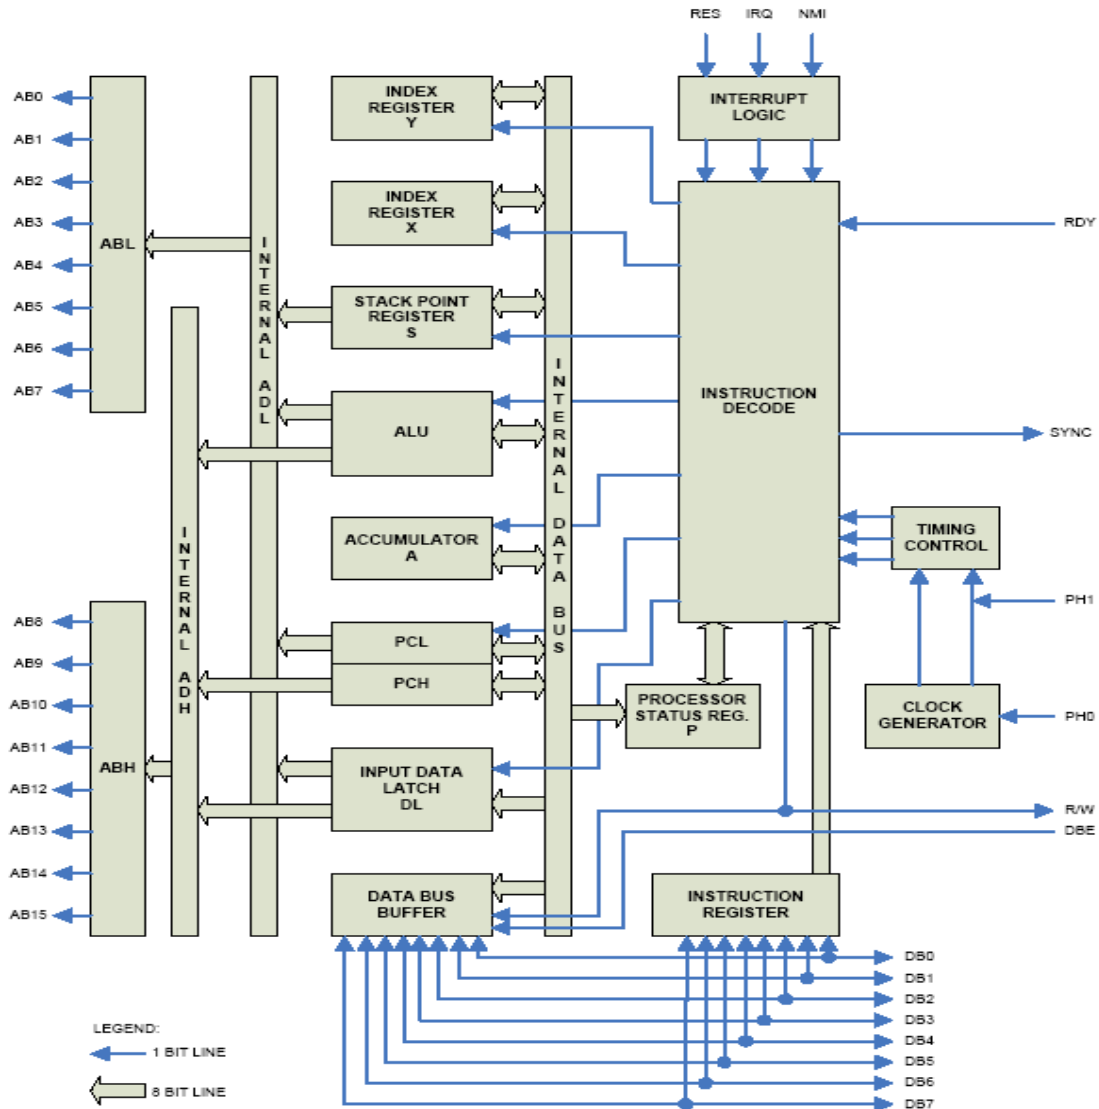 RES IRQ NMI
AB0
AB1
AB2
AB3
AB4
AB5
AB6
AB7
ABL
INTERNAL ADL
INDEX
REGISTER
Y
INDEX
REGISTER
X
STACK POINT
REGISTER
S
ALU
ACCUMULATOR
A
PCL
PCH
INPUT DATA
LATCH
DL
DATA BUS
BUFFER
INTERNAL DATA BUS
INTERRUPT
LOGIC
INSTRUCTION
DECODE
RDY
SYNC
TIMING
CONTROL
PH1
CLOCK
GENERATOR
PH0
PROCESSOR
STATUS REG.
P
R/W
DBE
INSTRUCTION
REGISTER
INTERNAL ADH
AB8
AB9
AB10
AB11
AB12
AB13
AB14
AB15
ABH
DB0
DB1
DB2
DB3
DB4
DB5
DB6
DB7
LEGEND:
1 BIT LINE
8 BIT LINE